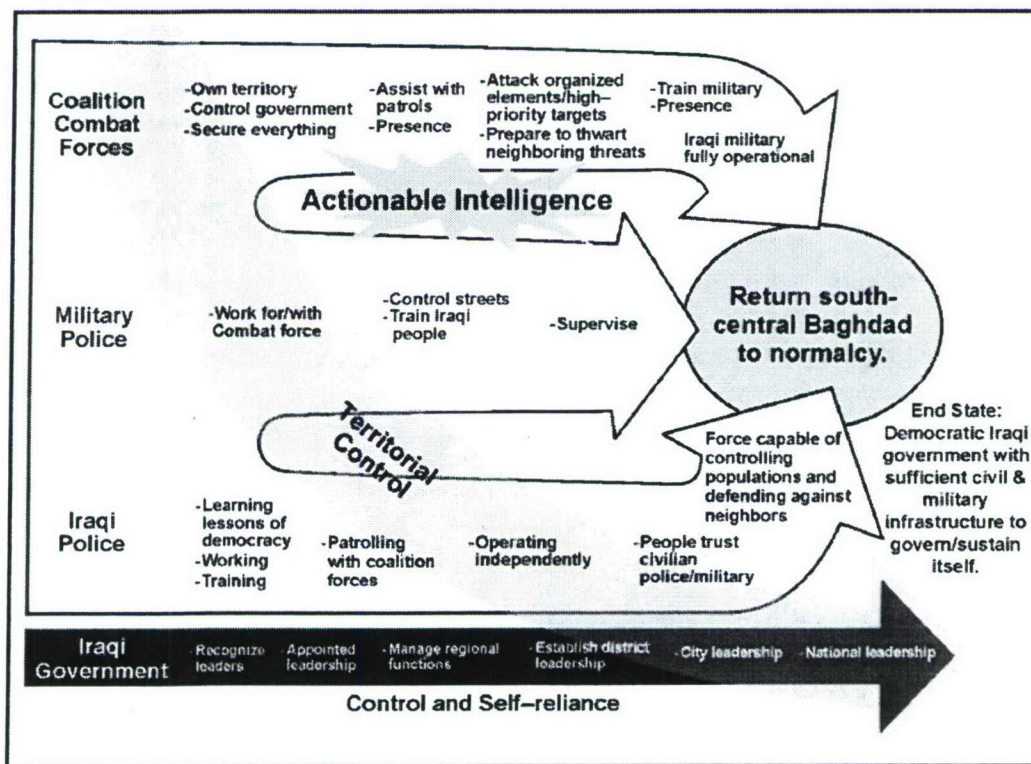 Coalition
Combat
Forces
-Own territory
-Control government
-Secure everything
-Assist with
patrols
-Presence
-Attack organized
elements/high–
priority targets
-Prepare to thwart
neighboring threats
-Train military
-Presence
Iraqi military
fully operational
Actionable Intelligence
Military
Police
-Work for/with
Combat force
-Control streets
-Train Iraqi
people
-Supervise
Return south-
central Baghdad
to normalcy.
Territorial
Control
Force capable of
controlling
populations and
defending against
neighbors
End State:
Democratic Iraqi
government with
sufficient civil &
military
infrastructure to
govern/sustain
itself.
Iraqi
Police
-Learning
lessons of
democracy
-Working
-Training
-Patrolling
with coalition
forces
-Operating
independently
-People trust
civilian
police/military
Iraqi
Government
-Recognize
leaders
-Appointed
leadership
-Manage regional
functions
-Establish district
leadership
-City leadership
-National leadership
Control and Self–reliance